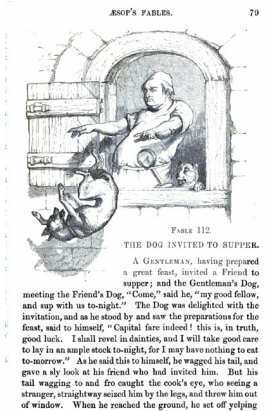 ÆSOP'S FABLES. 79
FABLE 112.
THE DOG INVITED TO SUPPER.
A GENTLEMAN, having prepared
a great feast, invited a Friend to
supper; and the Gentleman's Dog,
meeting the Friend's Dog, "Come," said he, "my good fellow,
and sup with us to-night." The Dog was delighted with the
invitation, and as he stood by and saw the preparations for the
feast, said to himself, "Capital fare indeed! this is, in truth,
good luck. I shall revel in dainties, and I will take good care
to lay in an ample stock to-night, for I may have nothing to eat
to-morrow." As he said this to himself, he wagged his tail, and
gave a sly look at his friend who had invited him. But his
tail wagging to and fro caught the cook's eye, who seeing a
stranger, straightway seized him by the legs, and threw him out
of window. When he reached the ground, he set off yelping